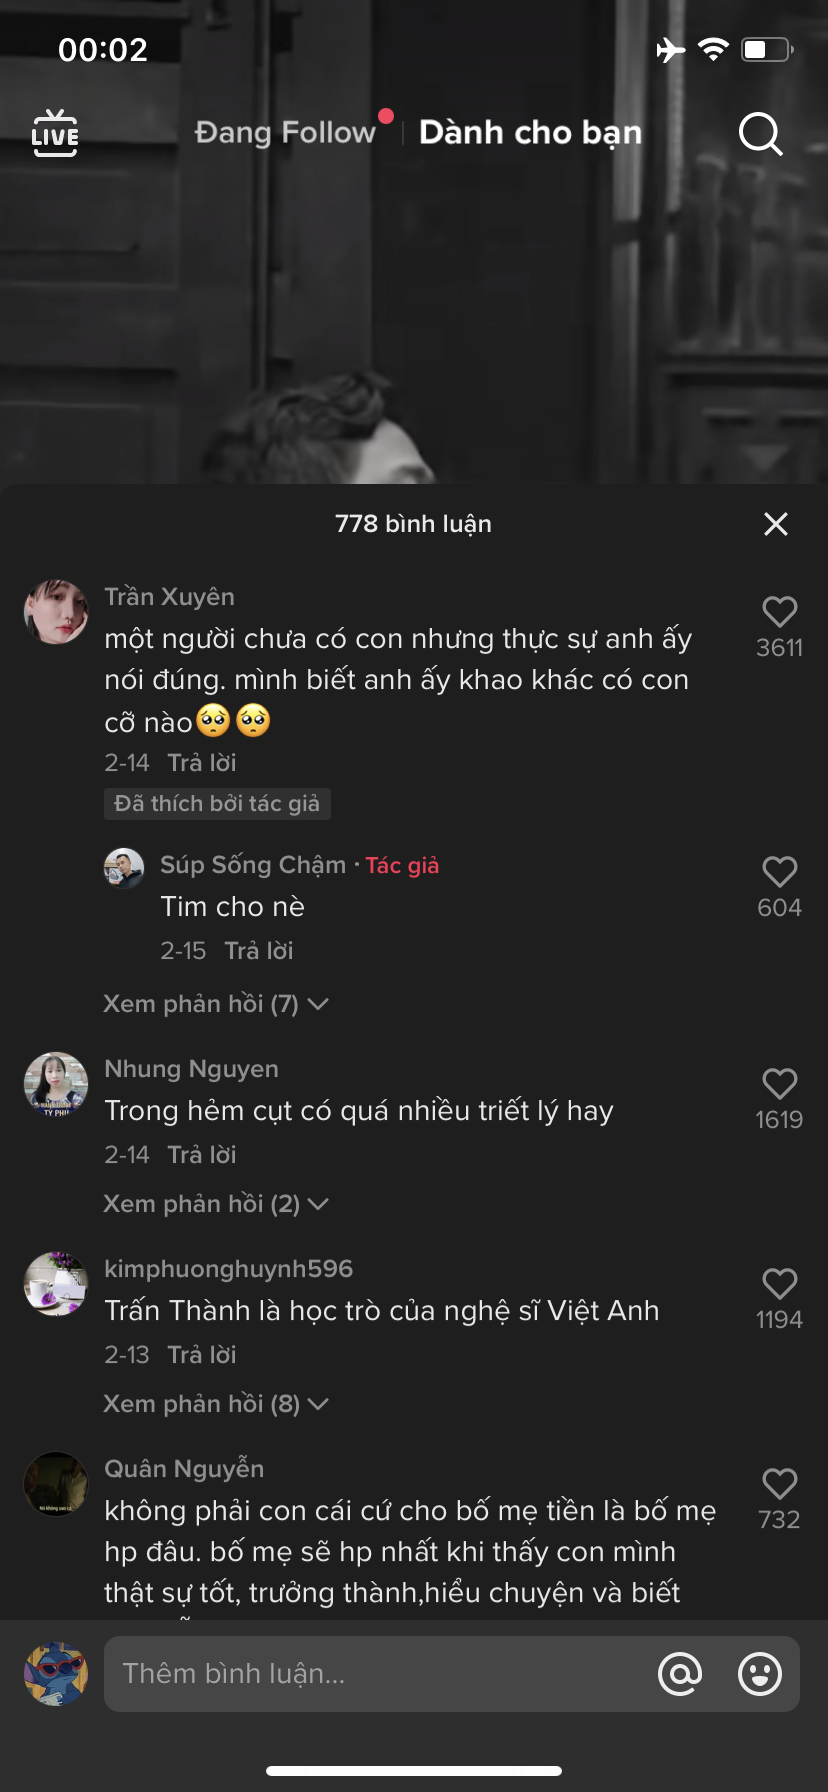 00:02
LIVE
Đang Follow
Dành cho bạn
778 bình luận
Trần Xuyên
một người chưa có con nhưng thực sự anh ấy
nói đúng. mình biết anh ấy khao khác có con
cỡ nào🥺🥺
3611
2-14 Trả lời
Đã thích bởi tác giả
Súp Sống Chậm · Tác giả
Tim cho nè
604
2-15 Trả lời
Xem phản hồi (7)
Nhung Nguyen
Trong hẻm cụt có quá nhiều triết lý hay
1619
2-14 Trả lời
Xem phản hồi (2)
kimphuonghuynh596
Trấn Thành là học trò của nghệ sĩ Việt Anh
1194
2-13 Trả lời
Xem phản hồi (8)
Quân Nguyễn
không phải con cái cứ cho bố mẹ tiền là bố mẹ
hp đâu. bố mẹ sẽ hp nhất khi thấy con mình
thật sự tốt, trưởng thành,hiểu chuyện và biết
732
Thêm bình luận...